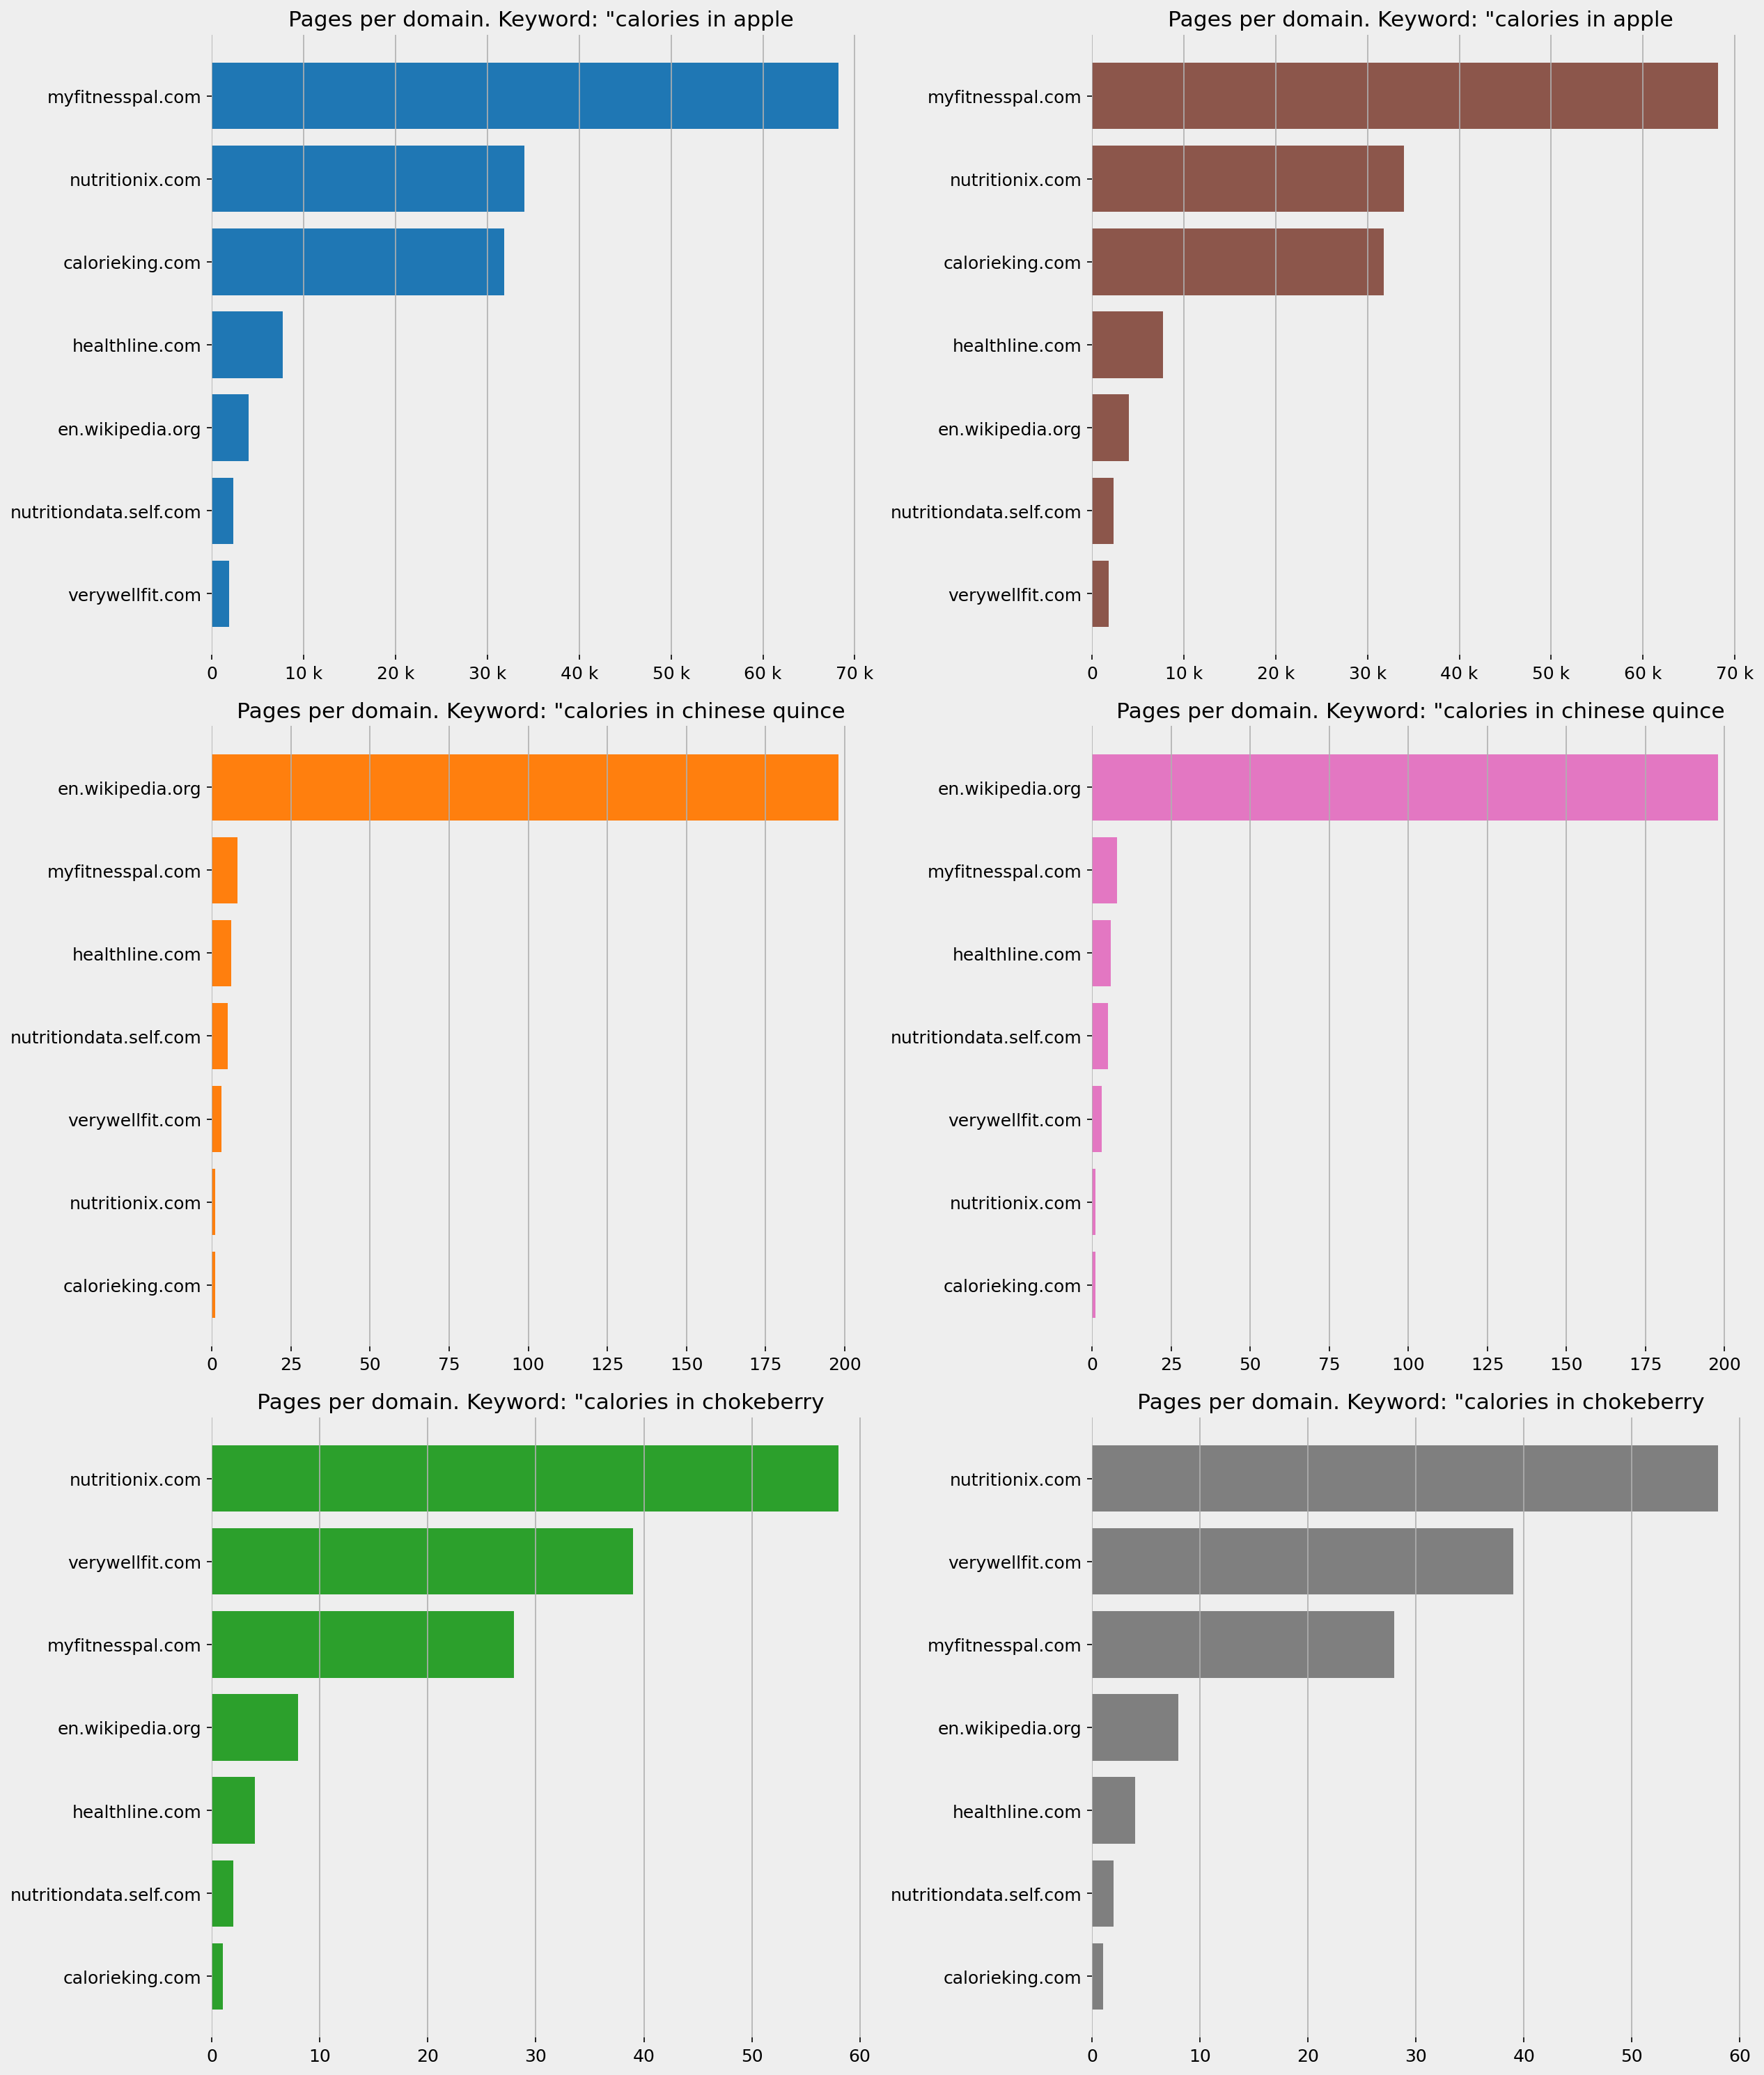 Pages per domain. Keyword: "calories in apple
myfitnesspal.com
nutritionix.com
calorieking.com
healthline.com
en.wikipedia.org
nutritiondata.self.com
verywellfit.com
0 10 k 20 k 30 k 40 k 50 k 60 k 70 k
Pages per domain. Keyword: "calories in apple
myfitnesspal.com
nutritionix.com
calorieking.com
healthline.com
en.wikipedia.org
nutritiondata.self.com
verywellfit.com
0 10 k 20 k 30 k 40 k 50 k 60 k 70 k
Pages per domain. Keyword: "calories in chinese quince
en.wikipedia.org
myfitnesspal.com
healthline.com
nutritiondata.self.com
verywellfit.com
nutritionix.com
calorieking.com
0 25 50 75 100 125 150 175 200
Pages per domain. Keyword: "calories in chinese quince
en.wikipedia.org
myfitnesspal.com
healthline.com
nutritiondata.self.com
verywellfit.com
nutritionix.com
calorieking.com
0 25 50 75 100 125 150 175 200
Pages per domain. Keyword: "calories in chokeberry
nutritionix.com
verywellfit.com
myfitnesspal.com
en.wikipedia.org
healthline.com
nutritiondata.self.com
calorieking.com
0 10 20 30 40 50 60
Pages per domain. Keyword: "calories in chokeberry
nutritionix.com
verywellfit.com
myfitnesspal.com
en.wikipedia.org
healthline.com
nutritiondata.self.com
calorieking.com
0 10 20 30 40 50 60